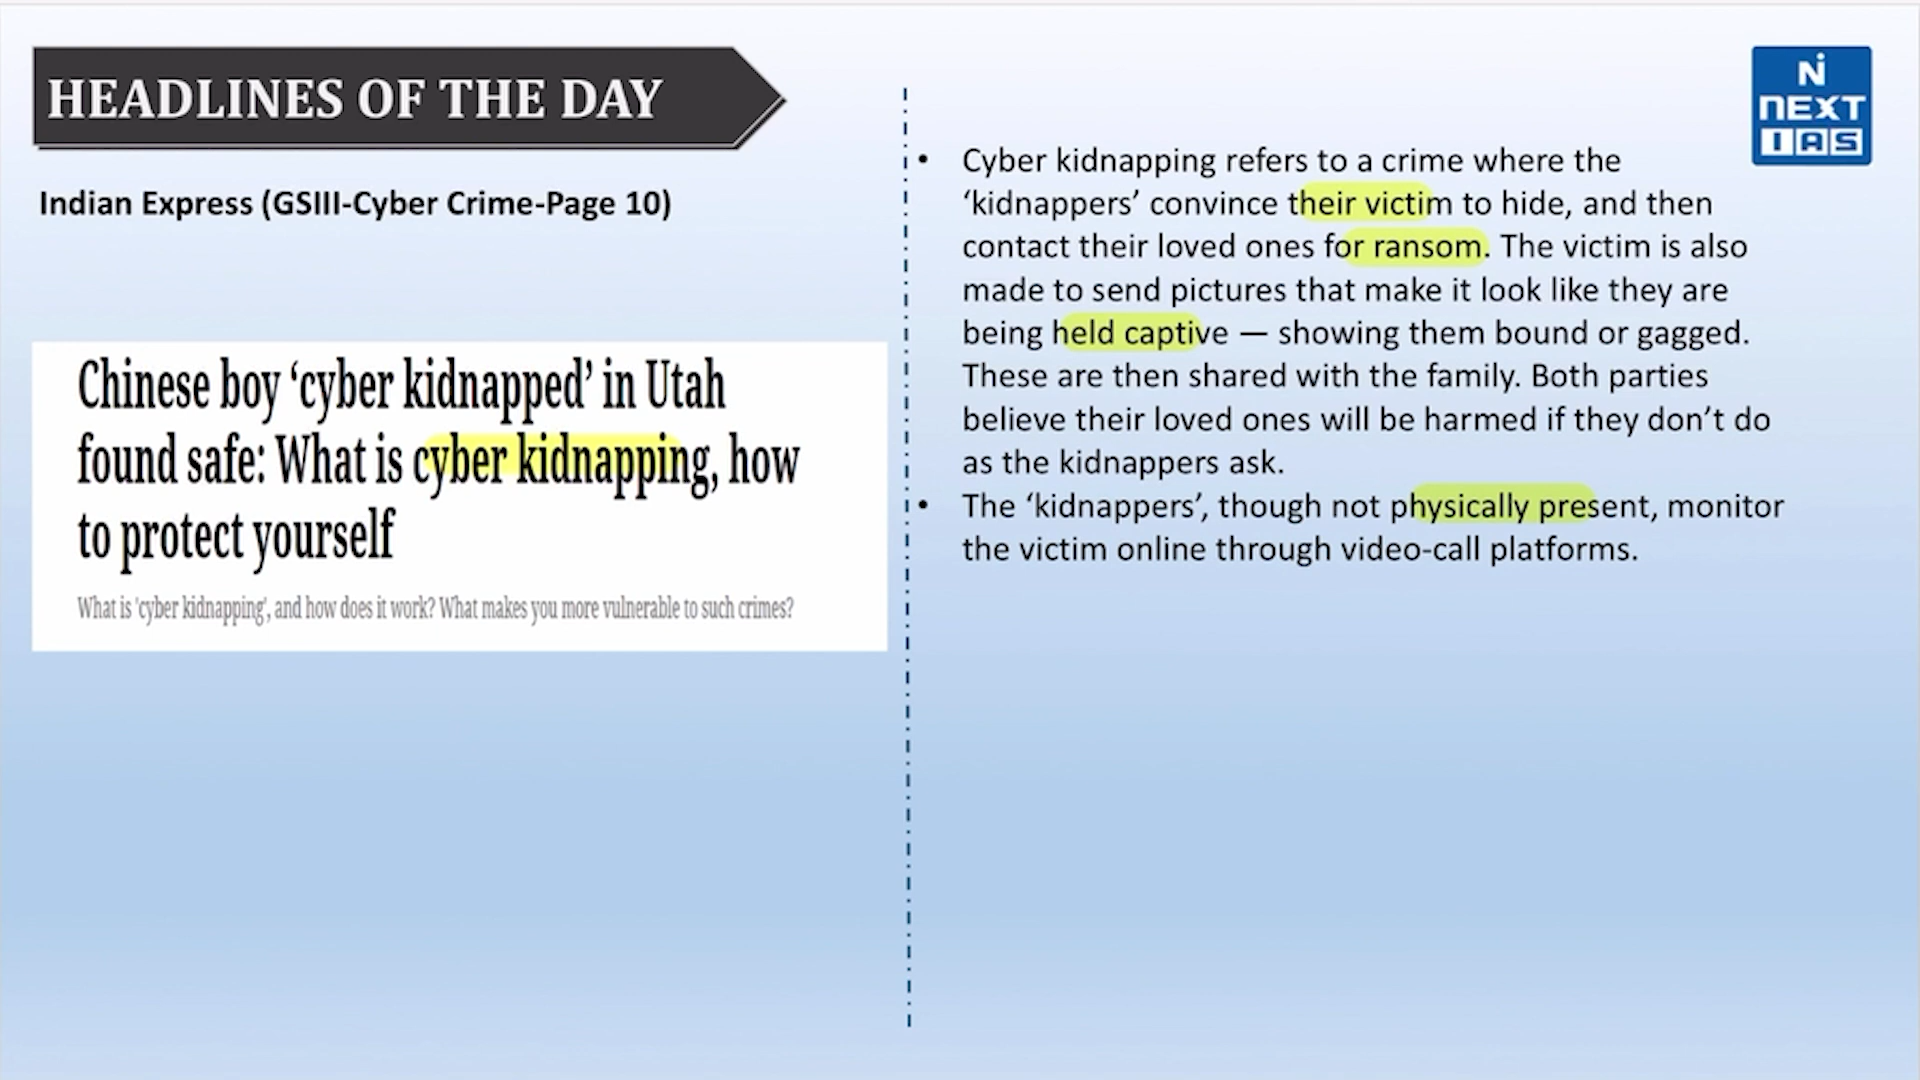 HEADLINES OF THE DAY
Indian Express (GSIII-Cyber Crime-Page 10)
Chinese boy ‘cyber kidnapped’ in Utah
found safe: What is cyber kidnapping, how
to protect yourself
What is 'cyber kidnapping', and how does it work? What makes you more vulnerable to such crimes?
N
NEXT
IAS
• Cyber kidnapping refers to a crime where the
‘kidnappers’ convince their victim to hide, and then
contact their loved ones for ransom. The victim is also
made to send pictures that make it look like they are
being held captive — showing them bound or gagged.
These are then shared with the family. Both parties
believe their loved ones will be harmed if they don’t do
as the kidnappers ask.
• The ‘kidnappers’, though not physically present, monitor
the victim online through video-call platforms.